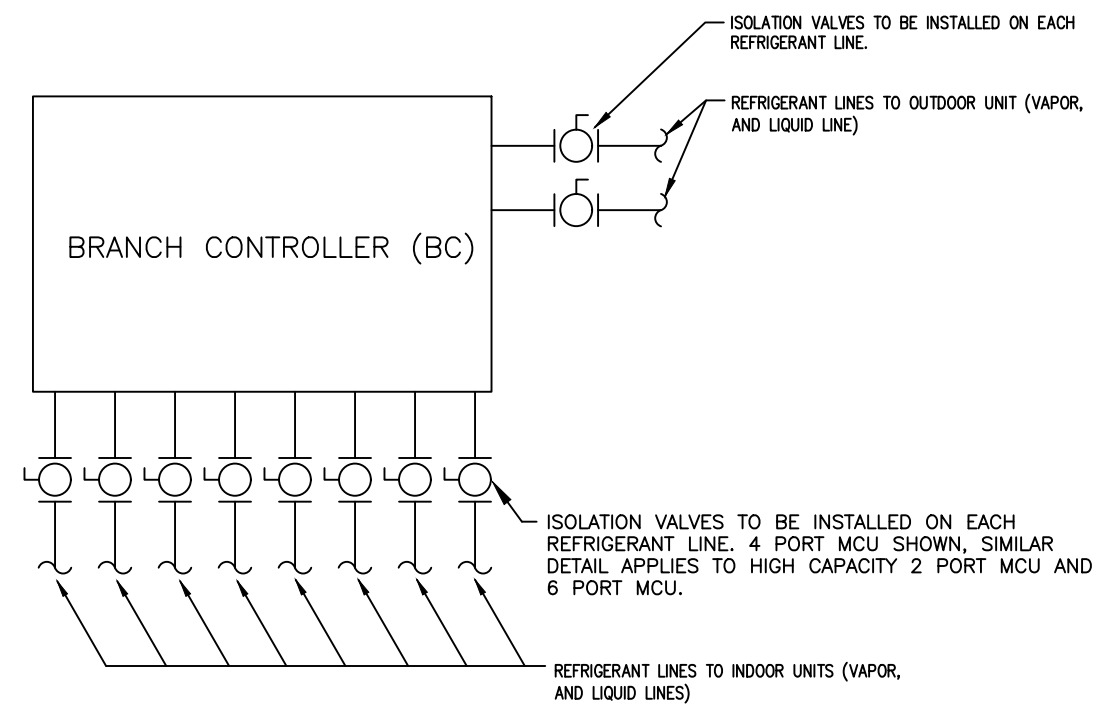 ISOLATION VALVES TO BE INSTALLED ON EACH
REFRIGERANT LINE.
REFRIGERANT LINES TO OUTDOOR UNIT (VAPOR,
AND LIQUID LINE)
BRANCH CONTROLLER (BC)
ISOLATION VALVES TO BE INSTALLED ON EACH
REFRIGERANT LINE. 4 PORT MCU SHOWN, SIMILAR
DETAIL APPLIES TO HIGH CAPACITY 2 PORT MCU AND
6 PORT MCU.
REFRIGERANT LINES TO INDOOR UNITS (VAPOR,
AND LIQUID LINES)